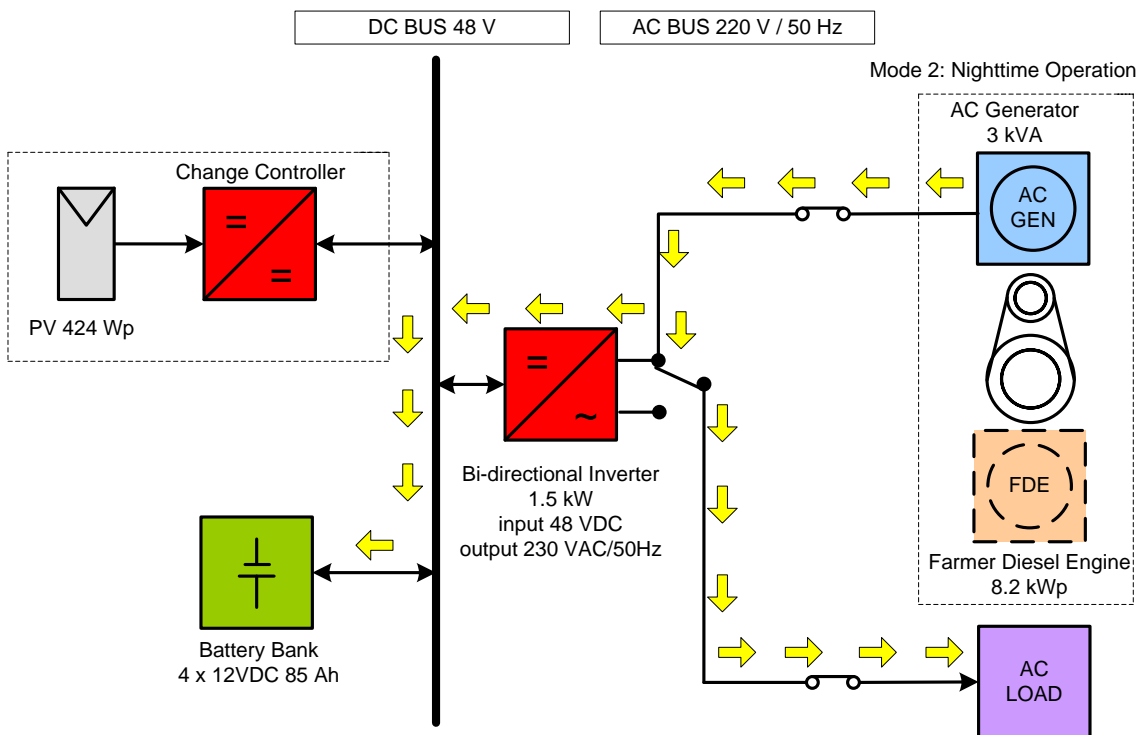 DC BUS 48 V
AC BUS 220 V / 50 Hz
Mode 2: Nighttime Operation
AC Generator
3 kVA
Change Controller
AC
GEN
=
=
PV 424 Wp
=
~
FDE
Bi-directional Inverter
1.5 kW
input 48 VDC
output 230 VAC/50Hz
Farmer Diesel Engine
8.2 kWp
Battery Bank
4 x 12VDC 85 Ah
AC
LOAD